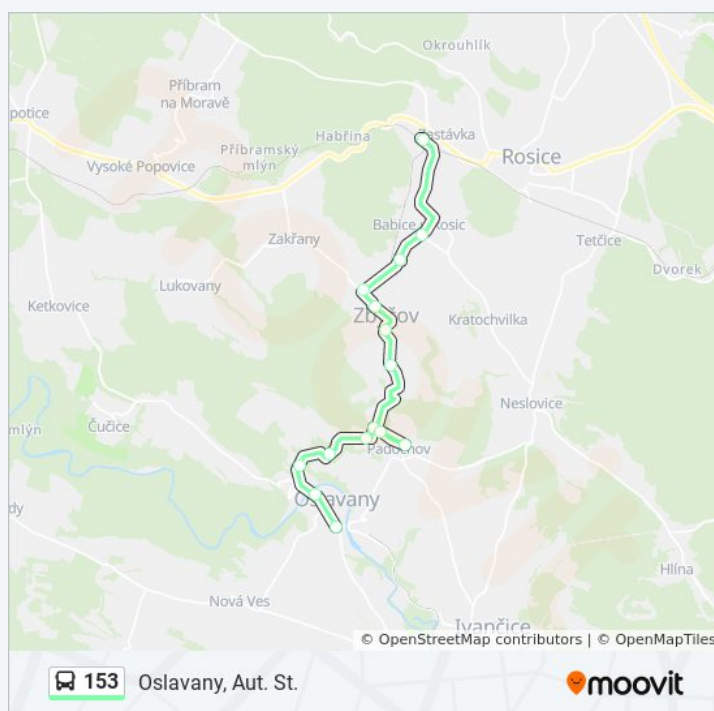 Okrouhlík
Příbram
na Moravě
potice
Habřina
Zastávka
Příbramský
mlýn
Rosice
Vysoké Popovice
Babice u Rosic
Zakřany
Tetčice
Dvorek
Lukovany
Ketkovice
Zbýšov
Kratochvilka
Neslovice
Čučice
mlýn
Padochov
Oslavany
dy
Hlína
Nová Ves
Ivančice
© OpenStreetMap contributors | © OpenMapTiles
153 Oslavany, Aut. St.
moovit